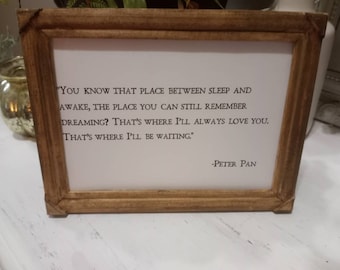 "You know that place between sleep and
awake, the place you can still remember
dreaming? That's where I'll always love you.
That's where I'll be waiting."
-Peter Pan